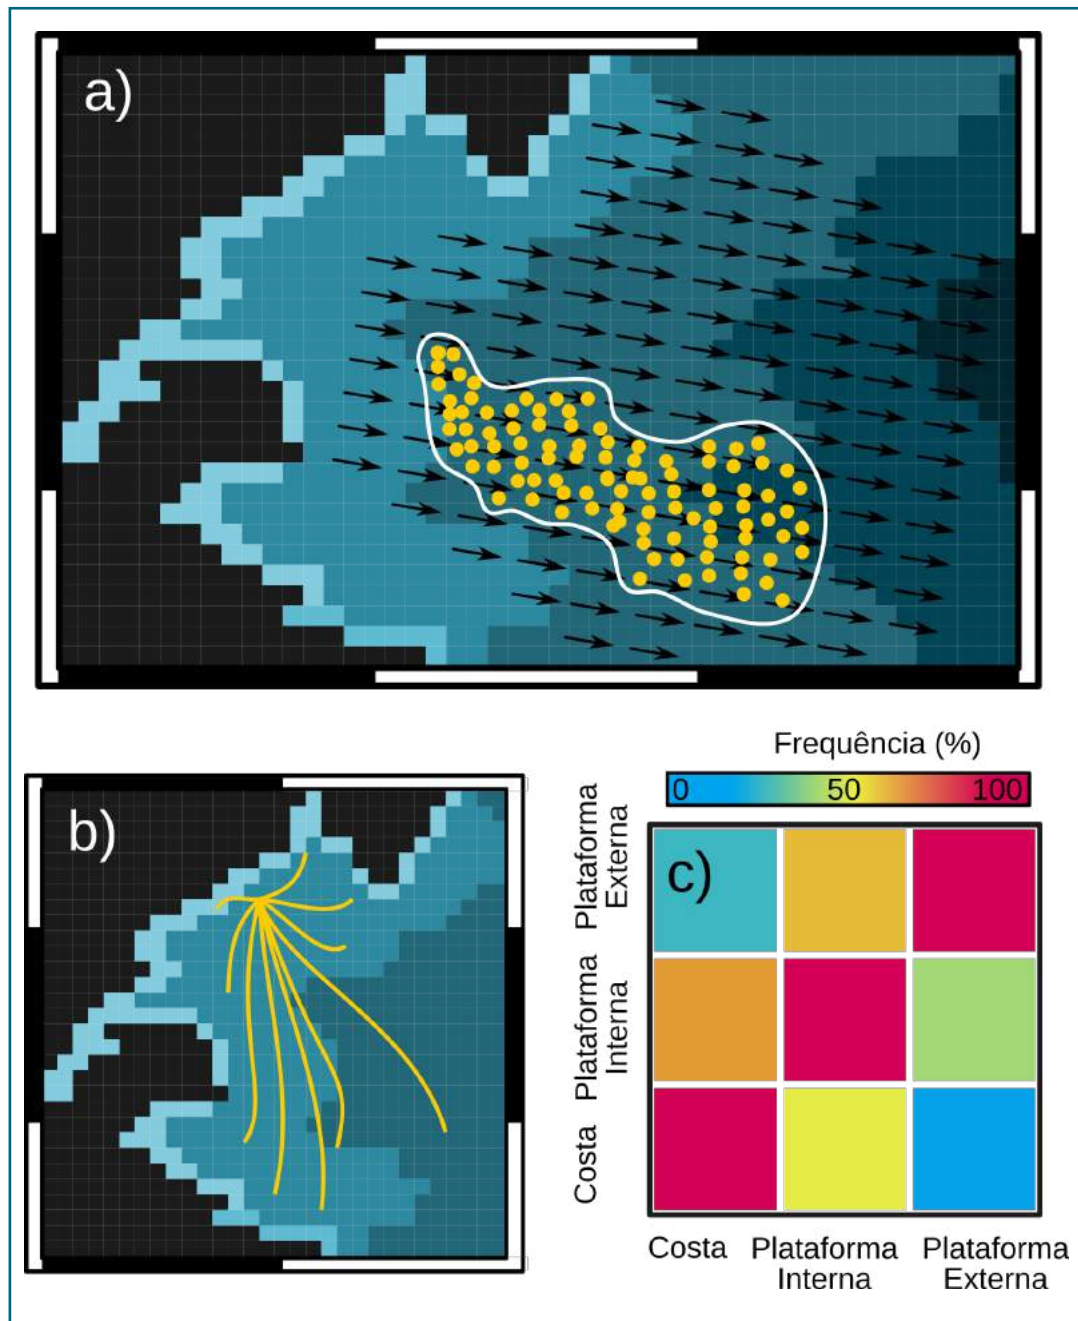 a)
b)
Frequência (%)
0 50 100
c)
Plataforma
Externa
Plataforma
Interna
Costa
Costa
Plataforma
Interna
Plataforma
Externa